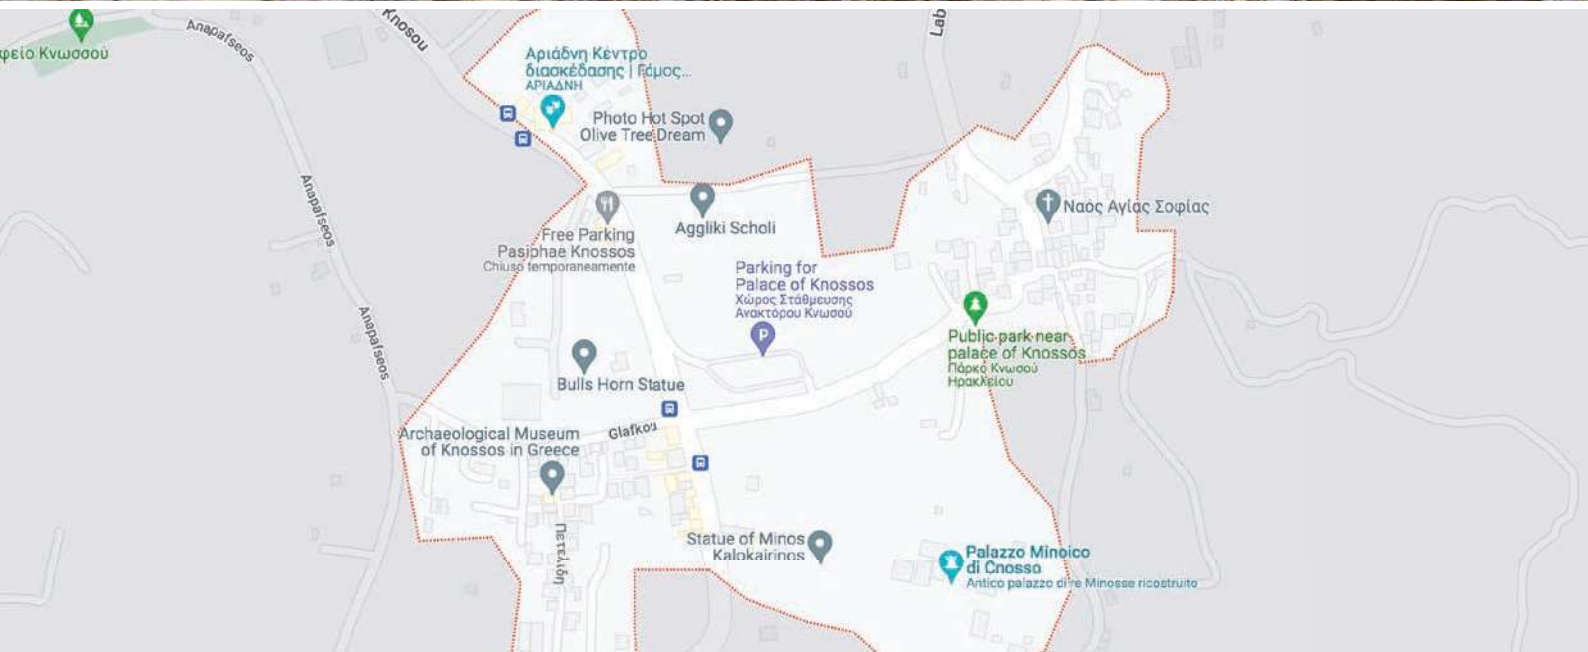 φείο Κνωσσού
Anapafseos
Knosou
Lab
Αριάδνη Κέντρο
διασκέδασης | Γάμος...
ΑΡΙΑΔΝΗ
Photo Hot Spot
Olive Tree Dream
Anapafseos
Free Parking
Pasiphae Knossos
Chiuso temporaneamente
Aggliki Scholi
Ναός Αγίας Σοφίας
Parking for
Palace of Knossos
Χώρος Στάθμευσης
Ανακτόρου Κνωσού
P
Anapafseos
Public park near
palace of Knossos
Πάρκο Κνωσού
Ηρακλείου
Bulls Horn Statue
Glafkou
Archaeological Museum
of Knossos in Greece
Statue of Minos
Kalokairinos
Palazzo Minoico
di Cnosso
Antico palazzo di re Minosse ricostruito